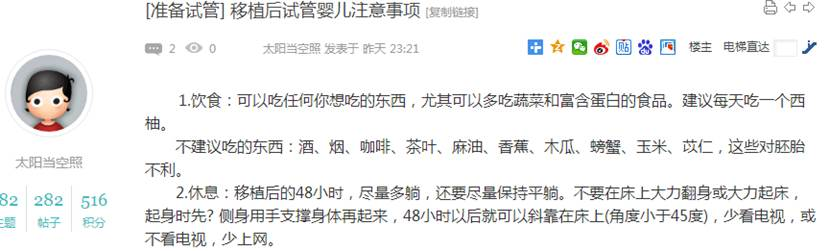 [准备试管] 移植后试管婴儿注意事项 [复制链接]
2 0 太阳当空照 发表于 昨天 23:21 楼主 电梯直达
1.饮食：可以吃任何你想吃的东西，尤其可以多吃蔬菜和富含蛋白的食品。建议每天吃一个西
柚。
太阳当空照
不建议吃的东西：酒、烟、咖啡、茶叶、麻油、香蕉、木瓜、螃蟹、玉米、苡仁，这些对胚胎
不利。
82 282 516
主题 帖子 积分
2.休息：移植后的48小时，尽量多躺，还要尽量保持平躺。不要在床上大力翻身或大力起床，
起身时先? 侧身用手支撑身体再起来，48小时以后就可以斜靠在床上(角度小于45度)，少看电视，或
不看电视，少上网。